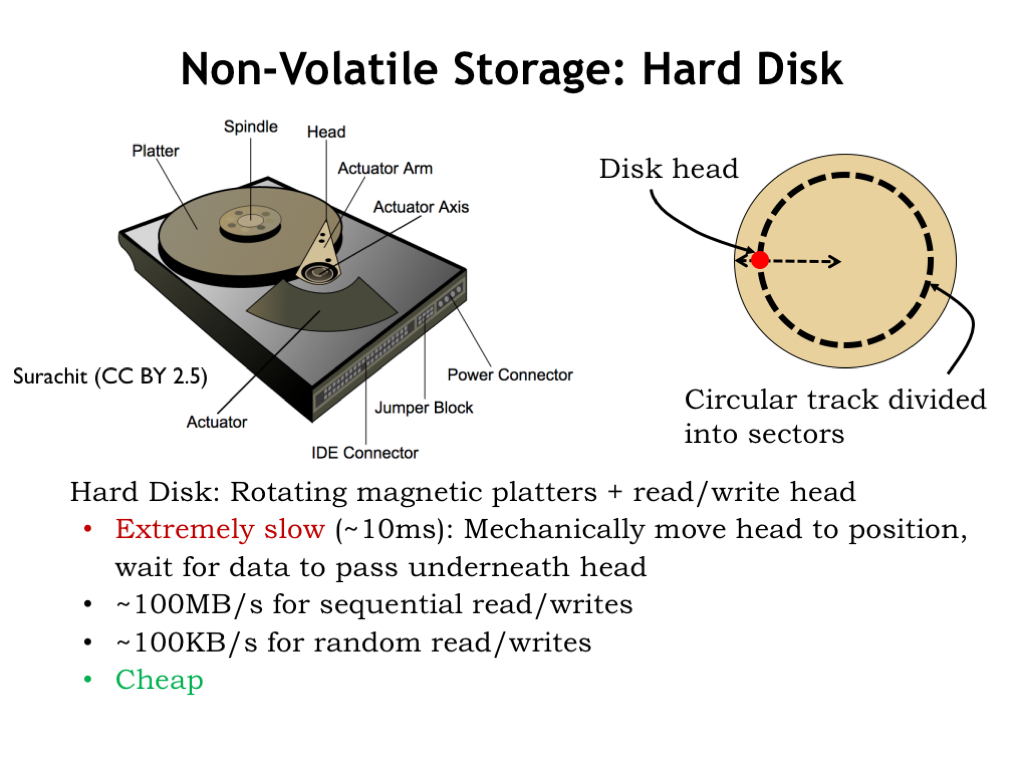 Non-Volatile Storage: Hard Disk
Spindle
Head
Platter
Actuator Arm
Actuator Axis
Surachit (CC BY 2.5)
Power Connector
Jumper Block
Actuator
IDE Connector
Disk head
Circular track divided
into sectors
Hard Disk: Rotating magnetic platters + read/write head
• Extremely slow (~10ms): Mechanically move head to position,
wait for data to pass underneath head
• ~100MB/s for sequential read/writes
• ~100KB/s for random read/writes
• Cheap